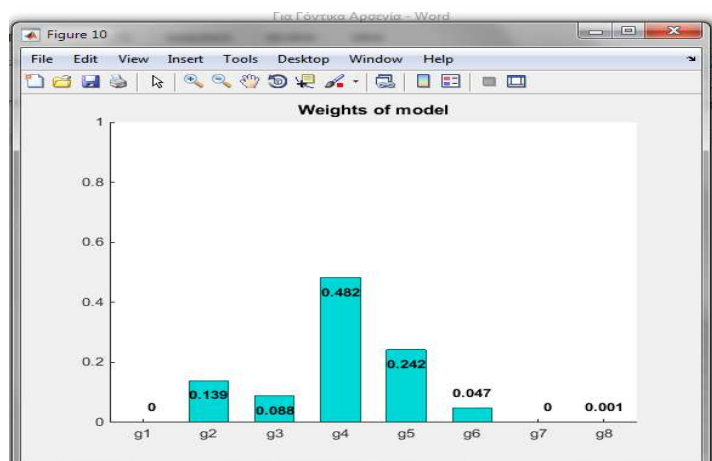 Για Γόντικα Αρσενία - Word
Figure 10
File Edit View Insert Tools Desktop Window Help
Weights of model
1
0.8
0.6
0.4
0.2
0
0 0.139 0.088 0.482 0.242 0.047 0 0.001
g1 g2 g3 g4 g5 g6 g7 g8